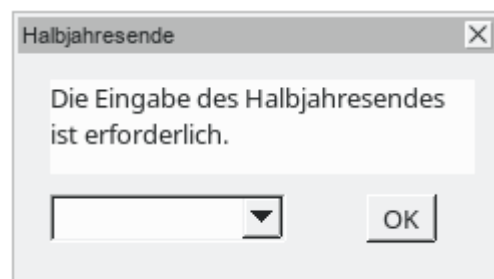 Halbjahresende
Die Eingabe des Halbjahresendes
ist erforderlich.
OK